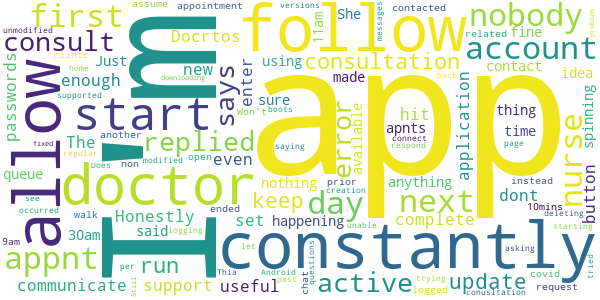 unmodified
first
assume
appointment
versions
contacted
messages
follow
nobody
consult
clinic
Docrtos
She
11am
related
fine
account
passwords
Just
new
using
consultation
enough
says
enter
idea
home
contact
problem
allow
m
app
supported
downloading
back
sure
made
error
available
application
hit
thing
start
Won't
boots
apnts
time
nurse
The
another
replied
even
saying
connect
respond
page
spinning
fixed
regular
!
nothing
anything
button
queue
Does
non
modified
open
keep
prior
creation
instead
see
occurred
doctor
day
next
dont
10mins
walk
Honestly
set
happening
complete
deleting
9am
30am
said
logging
ended
I
constantly
starting
appnt
run
let
unable
asking
tried
communicate
support
useful
per
Still
Thia
Android
past
chat
questions
active
trying
logged
update
covid
request
conusitation